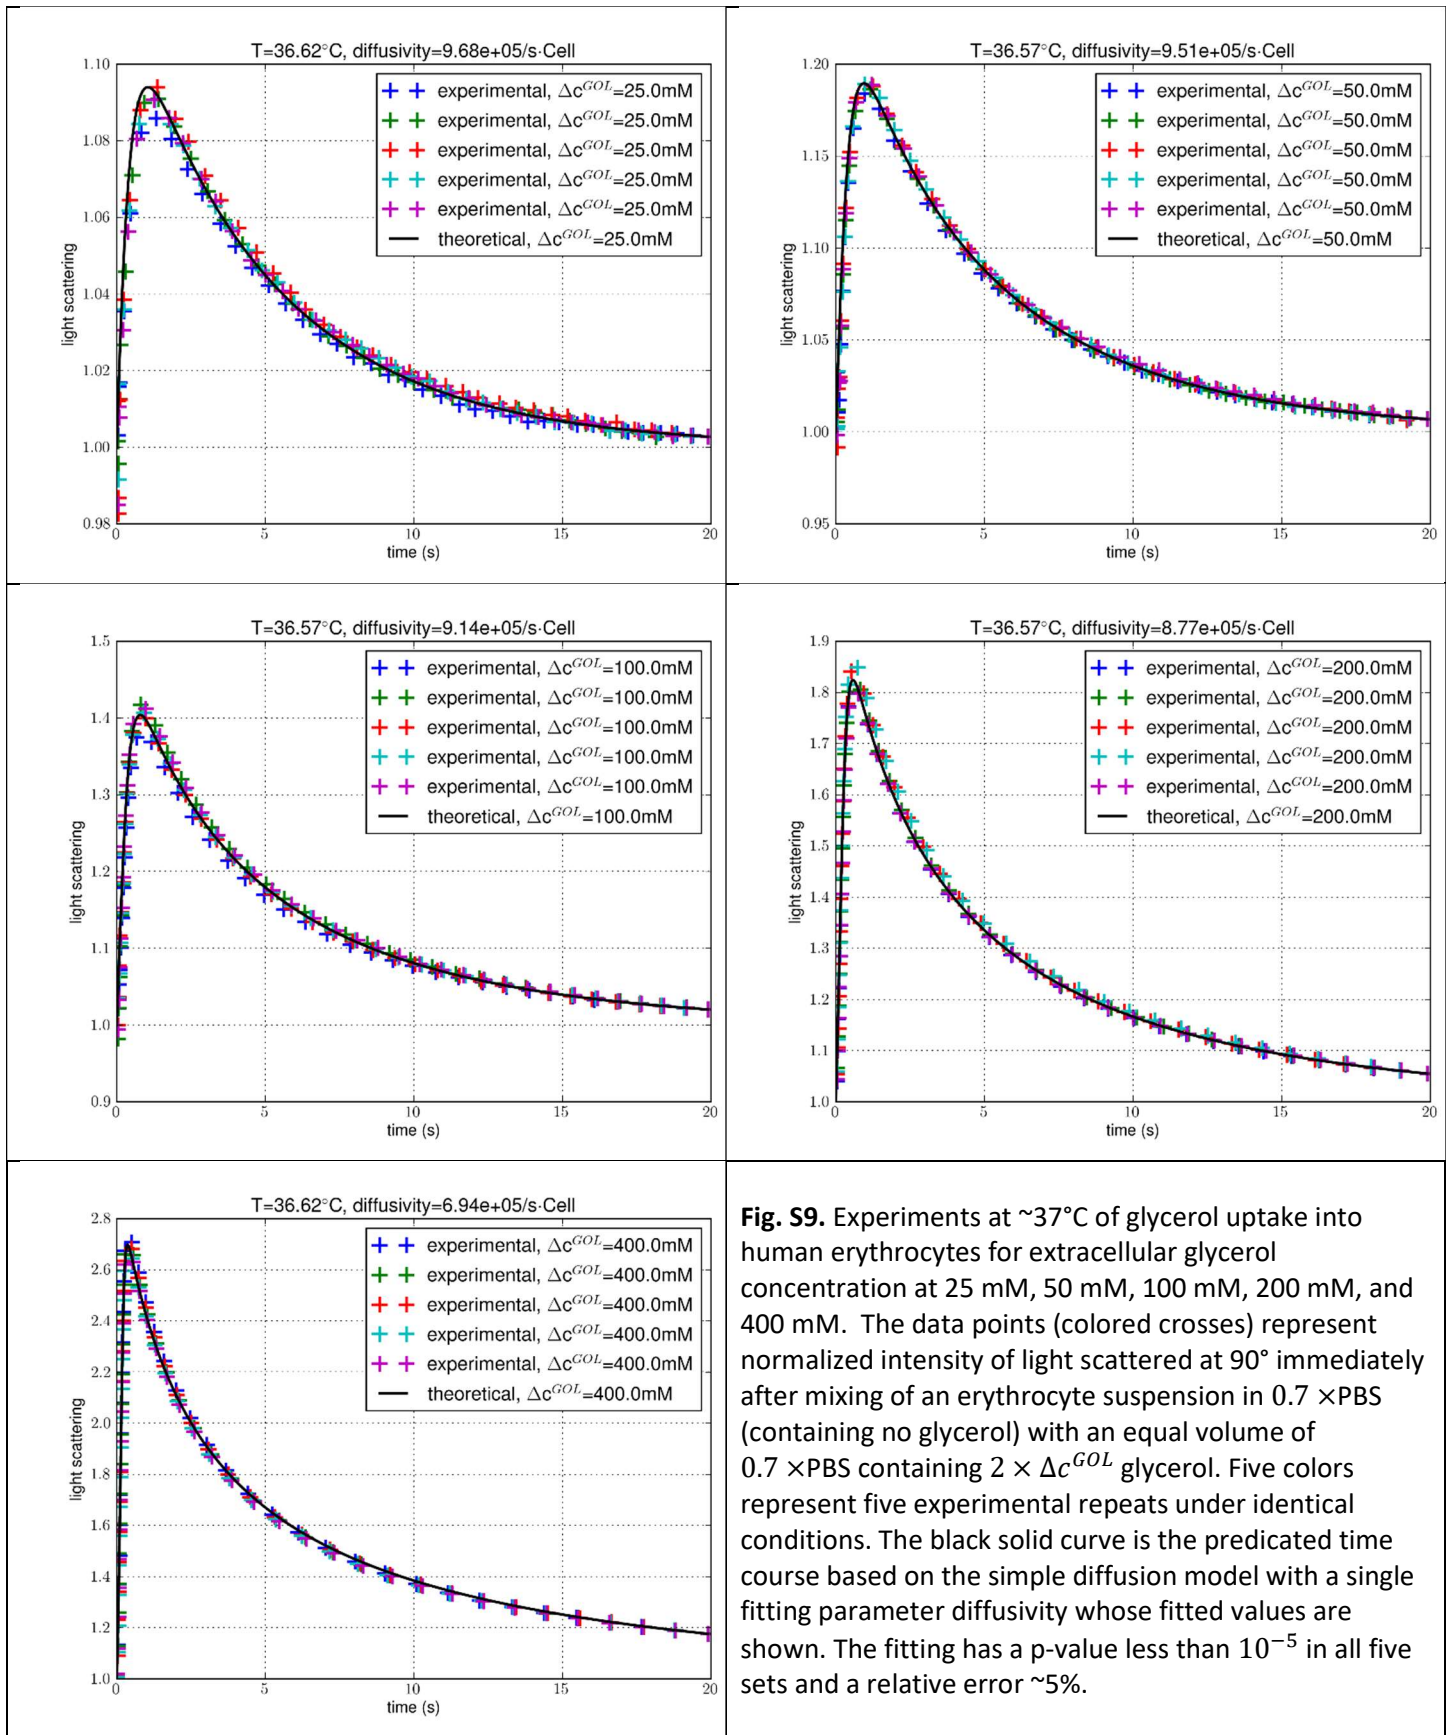 T=36.62°C, diffusivity=9.68e+05/s·Cell
1.10
1.08
1.06
1.04
1.02
1.00
0.98
light scattering
experimental, Δc^GOL=25.0mM
experimental, Δc^GOL=25.0mM
experimental, Δc^GOL=25.0mM
experimental, Δc^GOL=25.0mM
experimental, Δc^GOL=25.0mM
theoretical, Δc^GOL=25.0mM
0 5 10 15 20
time (s)
T=36.57°C, diffusivity=9.51e+05/s·Cell
1.20
1.15
1.10
1.05
1.00
0.95
light scattering
experimental, Δc^GOL=50.0mM
experimental, Δc^GOL=50.0mM
experimental, Δc^GOL=50.0mM
experimental, Δc^GOL=50.0mM
experimental, Δc^GOL=50.0mM
theoretical, Δc^GOL=50.0mM
0 5 10 15 20
time (s)
T=36.57°C, diffusivity=9.14e+05/s·Cell
1.5
1.4
1.3
1.2
1.1
1.0
0.9
light scattering
experimental, Δc^GOL=100.0mM
experimental, Δc^GOL=100.0mM
experimental, Δc^GOL=100.0mM
experimental, Δc^GOL=100.0mM
experimental, Δc^GOL=100.0mM
theoretical, Δc^GOL=100.0mM
0 5 10 15 20
time (s)
T=36.57°C, diffusivity=8.77e+05/s·Cell
1.9
1.8
1.7
1.6
1.5
1.4
1.3
1.2
1.1
1.0
light scattering
experimental, Δc^GOL=200.0mM
experimental, Δc^GOL=200.0mM
experimental, Δc^GOL=200.0mM
experimental, Δc^GOL=200.0mM
experimental, Δc^GOL=200.0mM
theoretical, Δc^GOL=200.0mM
0 5 10 15 20
time (s)
T=36.62°C, diffusivity=6.94e+05/s·Cell
2.8
2.6
2.4
2.2
2.0
1.8
1.6
1.4
1.2
1.0
light scattering
experimental, Δc^GOL=400.0mM
experimental, Δc^GOL=400.0mM
experimental, Δc^GOL=400.0mM
experimental, Δc^GOL=400.0mM
experimental, Δc^GOL=400.0mM
theoretical, Δc^GOL=400.0mM
0 5 10 15 20
time (s)
Fig. S9. Experiments at ~37°C of glycerol uptake into
human erythrocytes for extracellular glycerol
concentration at 25 mM, 50 mM, 100 mM, 200 mM, and
400 mM. The data points (colored crosses) represent
normalized intensity of light scattered at 90° immediately
after mixing of an erythrocyte suspension in 0.7 ×PBS
(containing no glycerol) with an equal volume of
0.7 ×PBS containing 2 × Δc^GOL glycerol. Five colors
represent five experimental repeats under identical
conditions. The black solid curve is the predicated time
course based on the simple diffusion model with a single
fitting parameter diffusivity whose fitted values are
shown. The fitting has a p-value less than 10^−5 in all five
sets and a relative error ~5%.